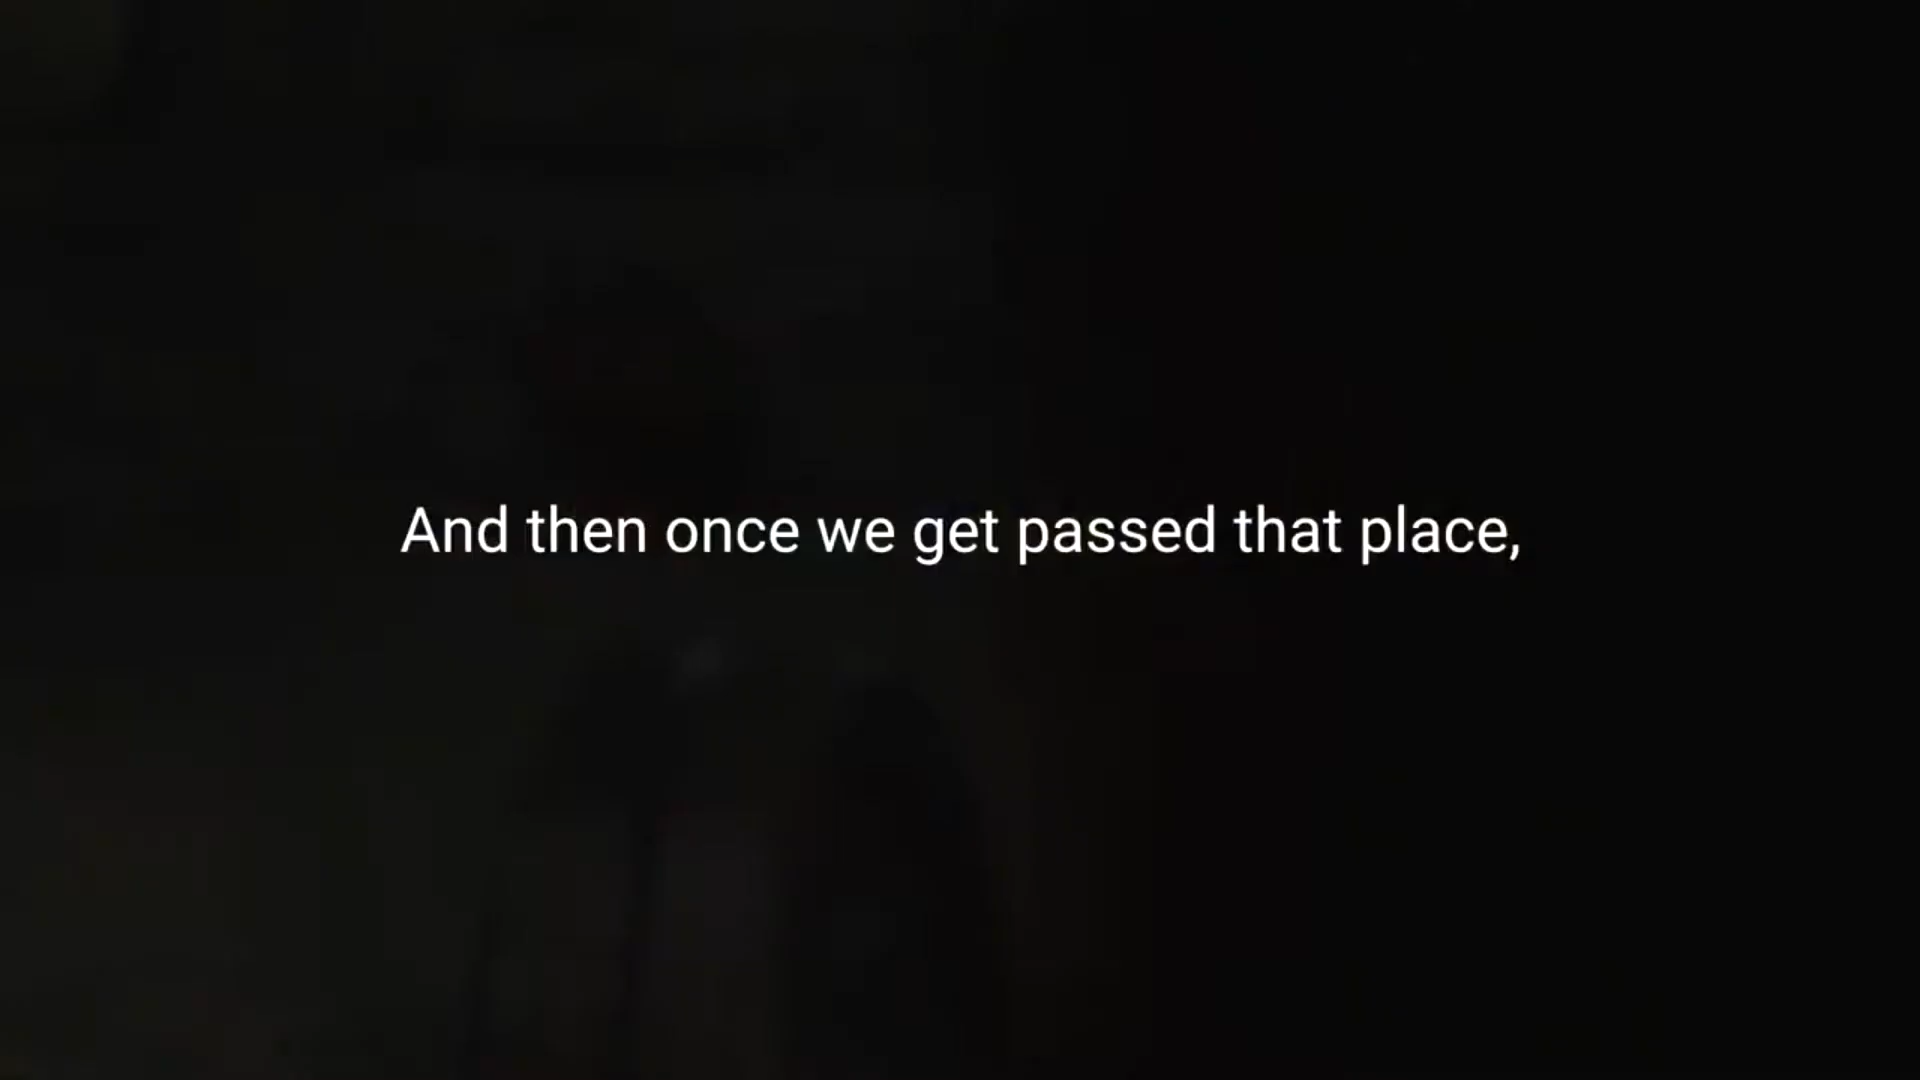 And then once we get passed that place,